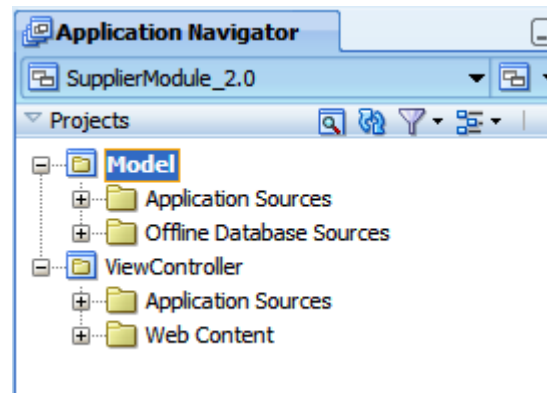 Application Navigator
SupplierModule_2.0
Projects
Model
Application Sources
Offline Database Sources
ViewController
Application Sources
Web Content